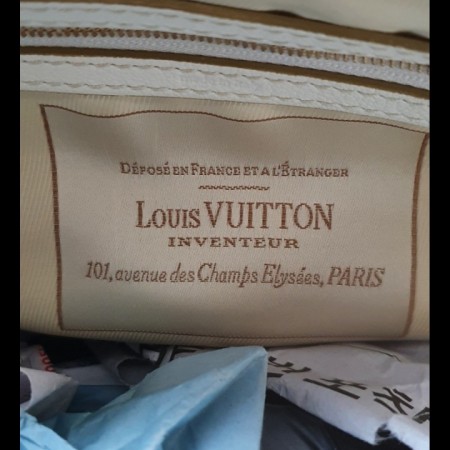 DÉPOSÉ EN FRANCE ET A L'ÉTRANGER
LOUIS VUITTON
INVENTEUR
101, avenue des Champs Elysées, PARIS